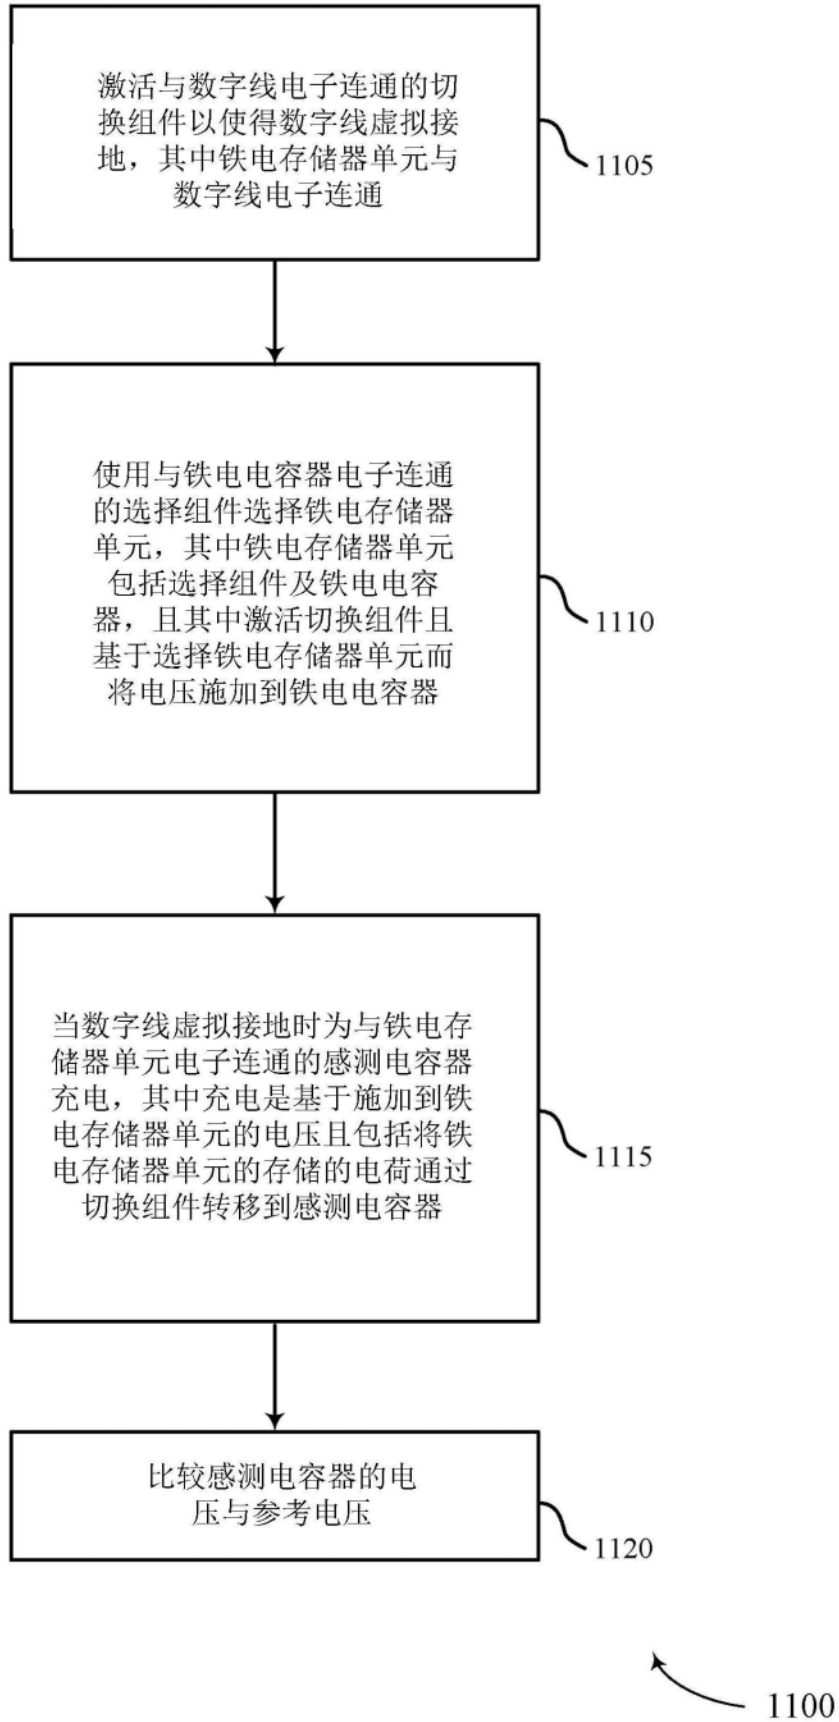 激活与数字线电子连通的切
换组件以使得数字线虚拟接
地，其中铁电存储器单元与
数字线电子连通
1105
使用与铁电电容器电子连通
的选择组件选择铁电存储器
单元，其中铁电存储器单元
包括选择组件及铁电电容
器，且其中激活切换组件且
基于选择铁电存储器单元而
将电压施加到铁电电容器
1110
当数字线虚拟接地时为与铁电存
储器单元电子连通的感测电容器
充电，其中充电是基于施加到铁
电存储器单元的电压且包括将铁
电存储器单元的存储的电荷通过
切换组件转移到感测电容器
1115
比较感测电容器的电
压与参考电压
1120
1100